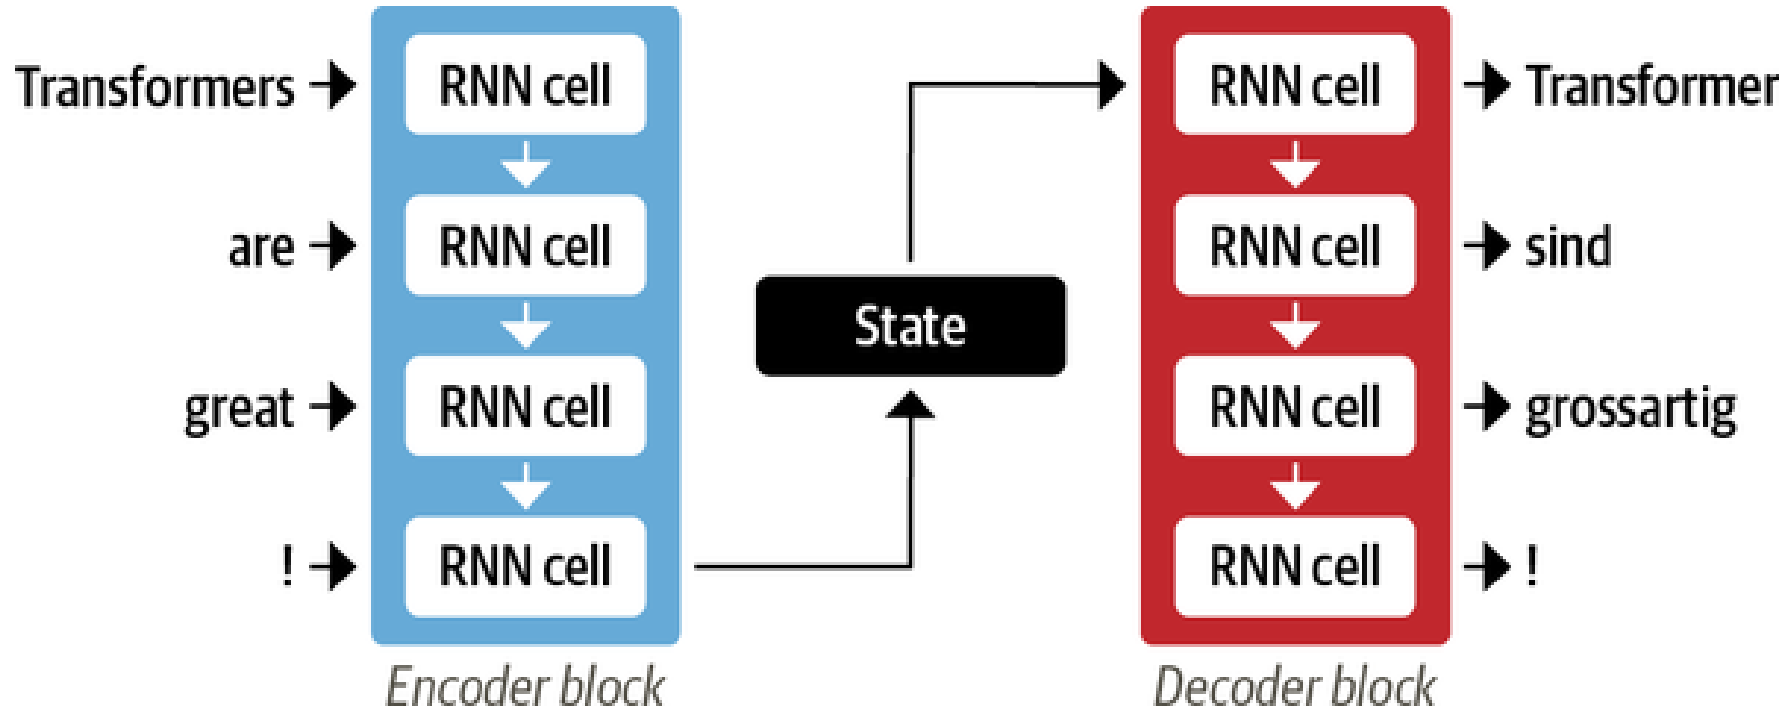 Transformers
RNN cell
are
RNN cell
great
RNN cell
!
RNN cell
Encoder block
State
RNN cell
Transformer
RNN cell
sind
RNN cell
grossartig
RNN cell
!
Decoder block